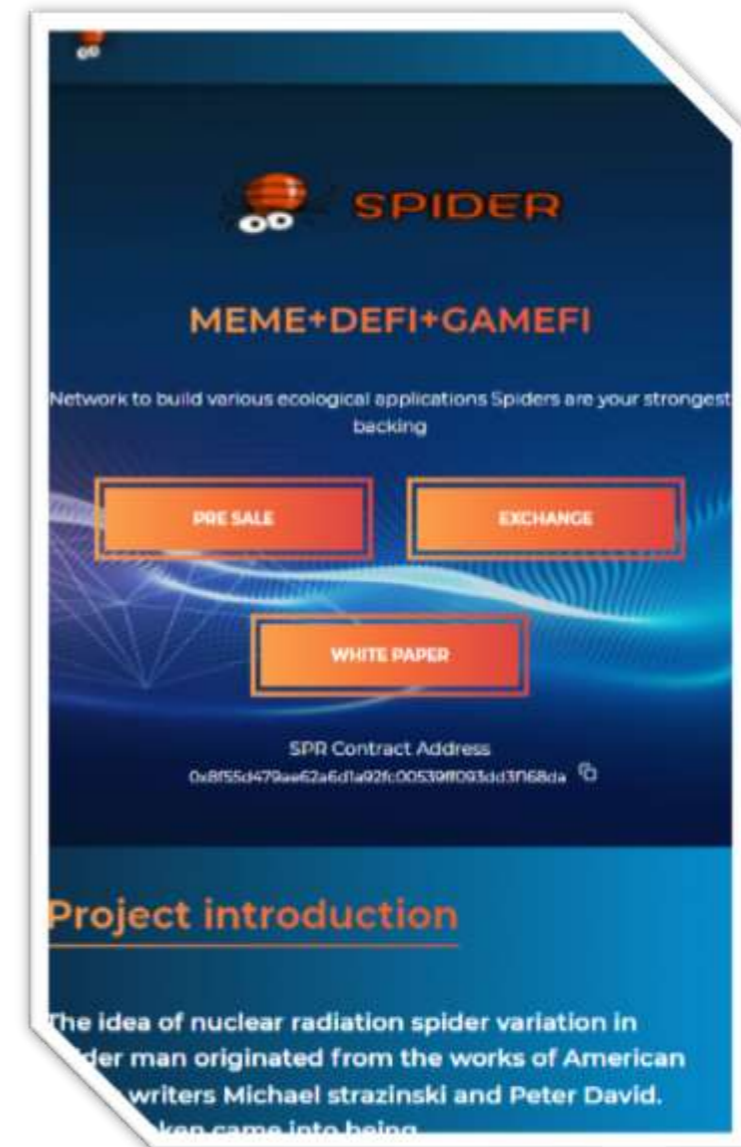 SPIDER
MEME+DEFI+GAMEFI
Network to build various ecological applications Spiders are your strongest
backing
PRE SALE
EXCHANGE
WHITE PAPER
SPR Contract Address
Project introduction
The idea of nuclear radiation spider variation in
man originated from the works of American
writers Michael strazinski and Peter David.
came into being